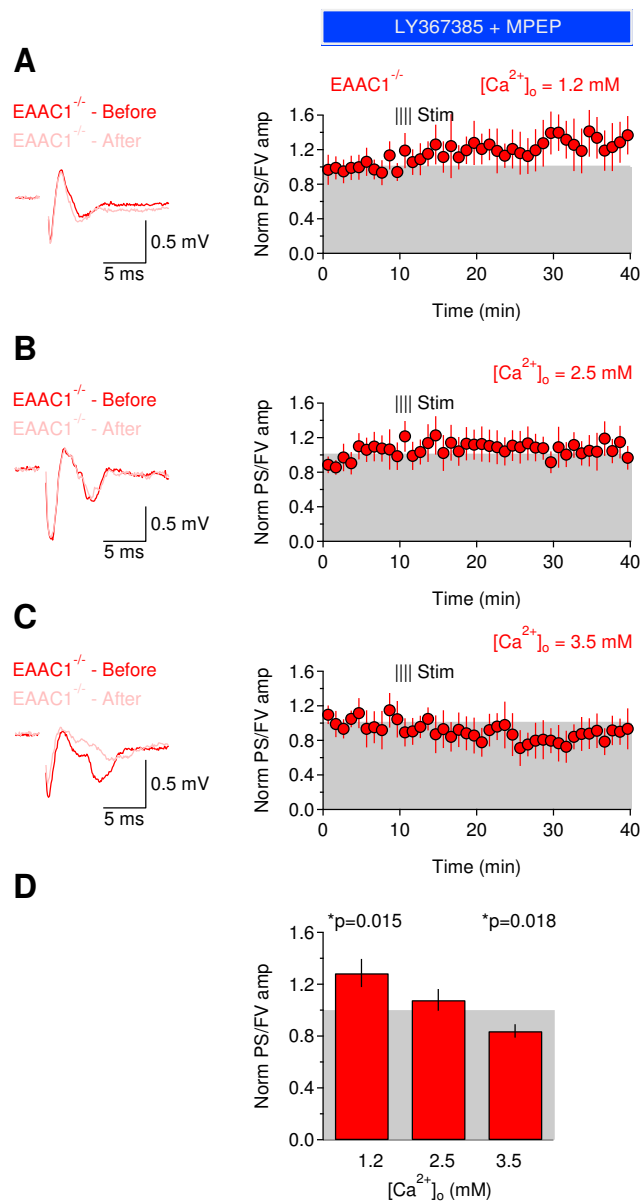 LY367385 + MPEP
A
EAAC1-/- - Before
EAAC1-/- - After
0.5 mV
5 ms
EAAC1-/-
[Ca2+]o = 1.2 mM
|||| Stim
1.6
1.2
0.8
0.4
0.0
Norm PS/FV amp
0 10 20 30 40
Time (min)
B
EAAC1-/- - Before
EAAC1-/- - After
0.5 mV
5 ms
[Ca2+]o = 2.5 mM
|||| Stim
1.6
1.2
0.8
0.4
0.0
Norm PS/FV amp
0 10 20 30 40
Time (min)
C
EAAC1-/- - Before
EAAC1-/- - After
0.5 mV
5 ms
[Ca2+]o = 3.5 mM
|||| Stim
1.6
1.2
0.8
0.4
0.0
Norm PS/FV amp
0 10 20 30 40
Time (min)
D
*p=0.015 *p=0.018
1.6
1.2
0.8
0.4
0.0
Norm PS/FV amp
1.2 2.5 3.5
[Ca2+]o (mM)